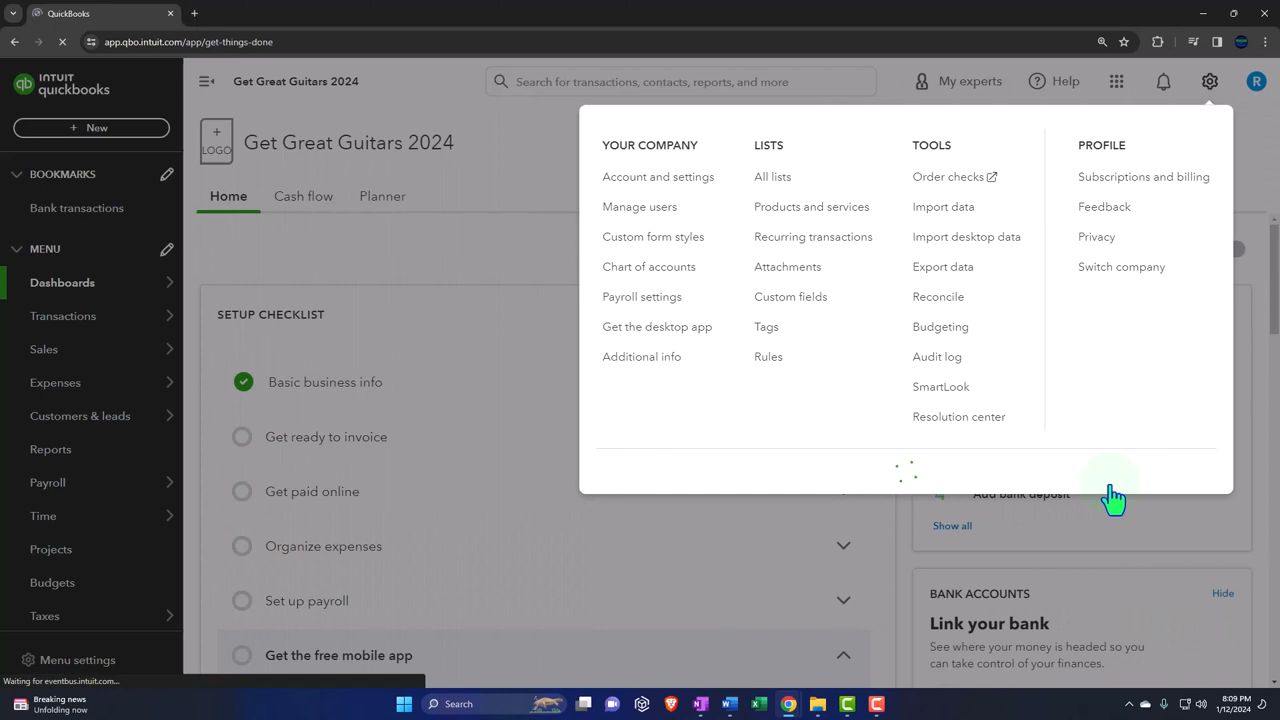 QuickBooks
app.qbo.intuit.com/app/get-things-done
INTUIT
quickbooks
Get Great Guitars 2024
Search for transactions, contacts, reports, and more
My experts
Help
R
+ New
BOOKMARKS
Bank transactions
MENU
Dashboards
Transactions
Sales
Expenses
Customers & leads
Reports
Payroll
Time
Projects
Budgets
Taxes
Menu settings
+
LOGO
Get Great Guitars 2024
Home
Cash flow
Planner
SETUP CHECKLIST
Basic business info
Get ready to invoice
Get paid online
Organize expenses
Set up payroll
Get the free mobile app
YOUR COMPANY
Account and settings
Manage users
Custom form styles
Chart of accounts
Payroll settings
Get the desktop app
Additional info
LISTS
All lists
Products and services
Recurring transactions
Attachments
Custom fields
Tags
Rules
TOOLS
Order checks
Import data
Import desktop data
Export data
Reconcile
Budgeting
Audit log
SmartLook
Resolution center
PROFILE
Subscriptions and billing
Feedback
Privacy
Switch company
Add bank deposit
Show all
BANK ACCOUNTS
Hide
Link your bank
See where your money is headed so you
can take control of your finances.
Waiting for eventbus.intuit.com...
Breaking news
Unfolding now
Search
8:09 PM
1/12/2024